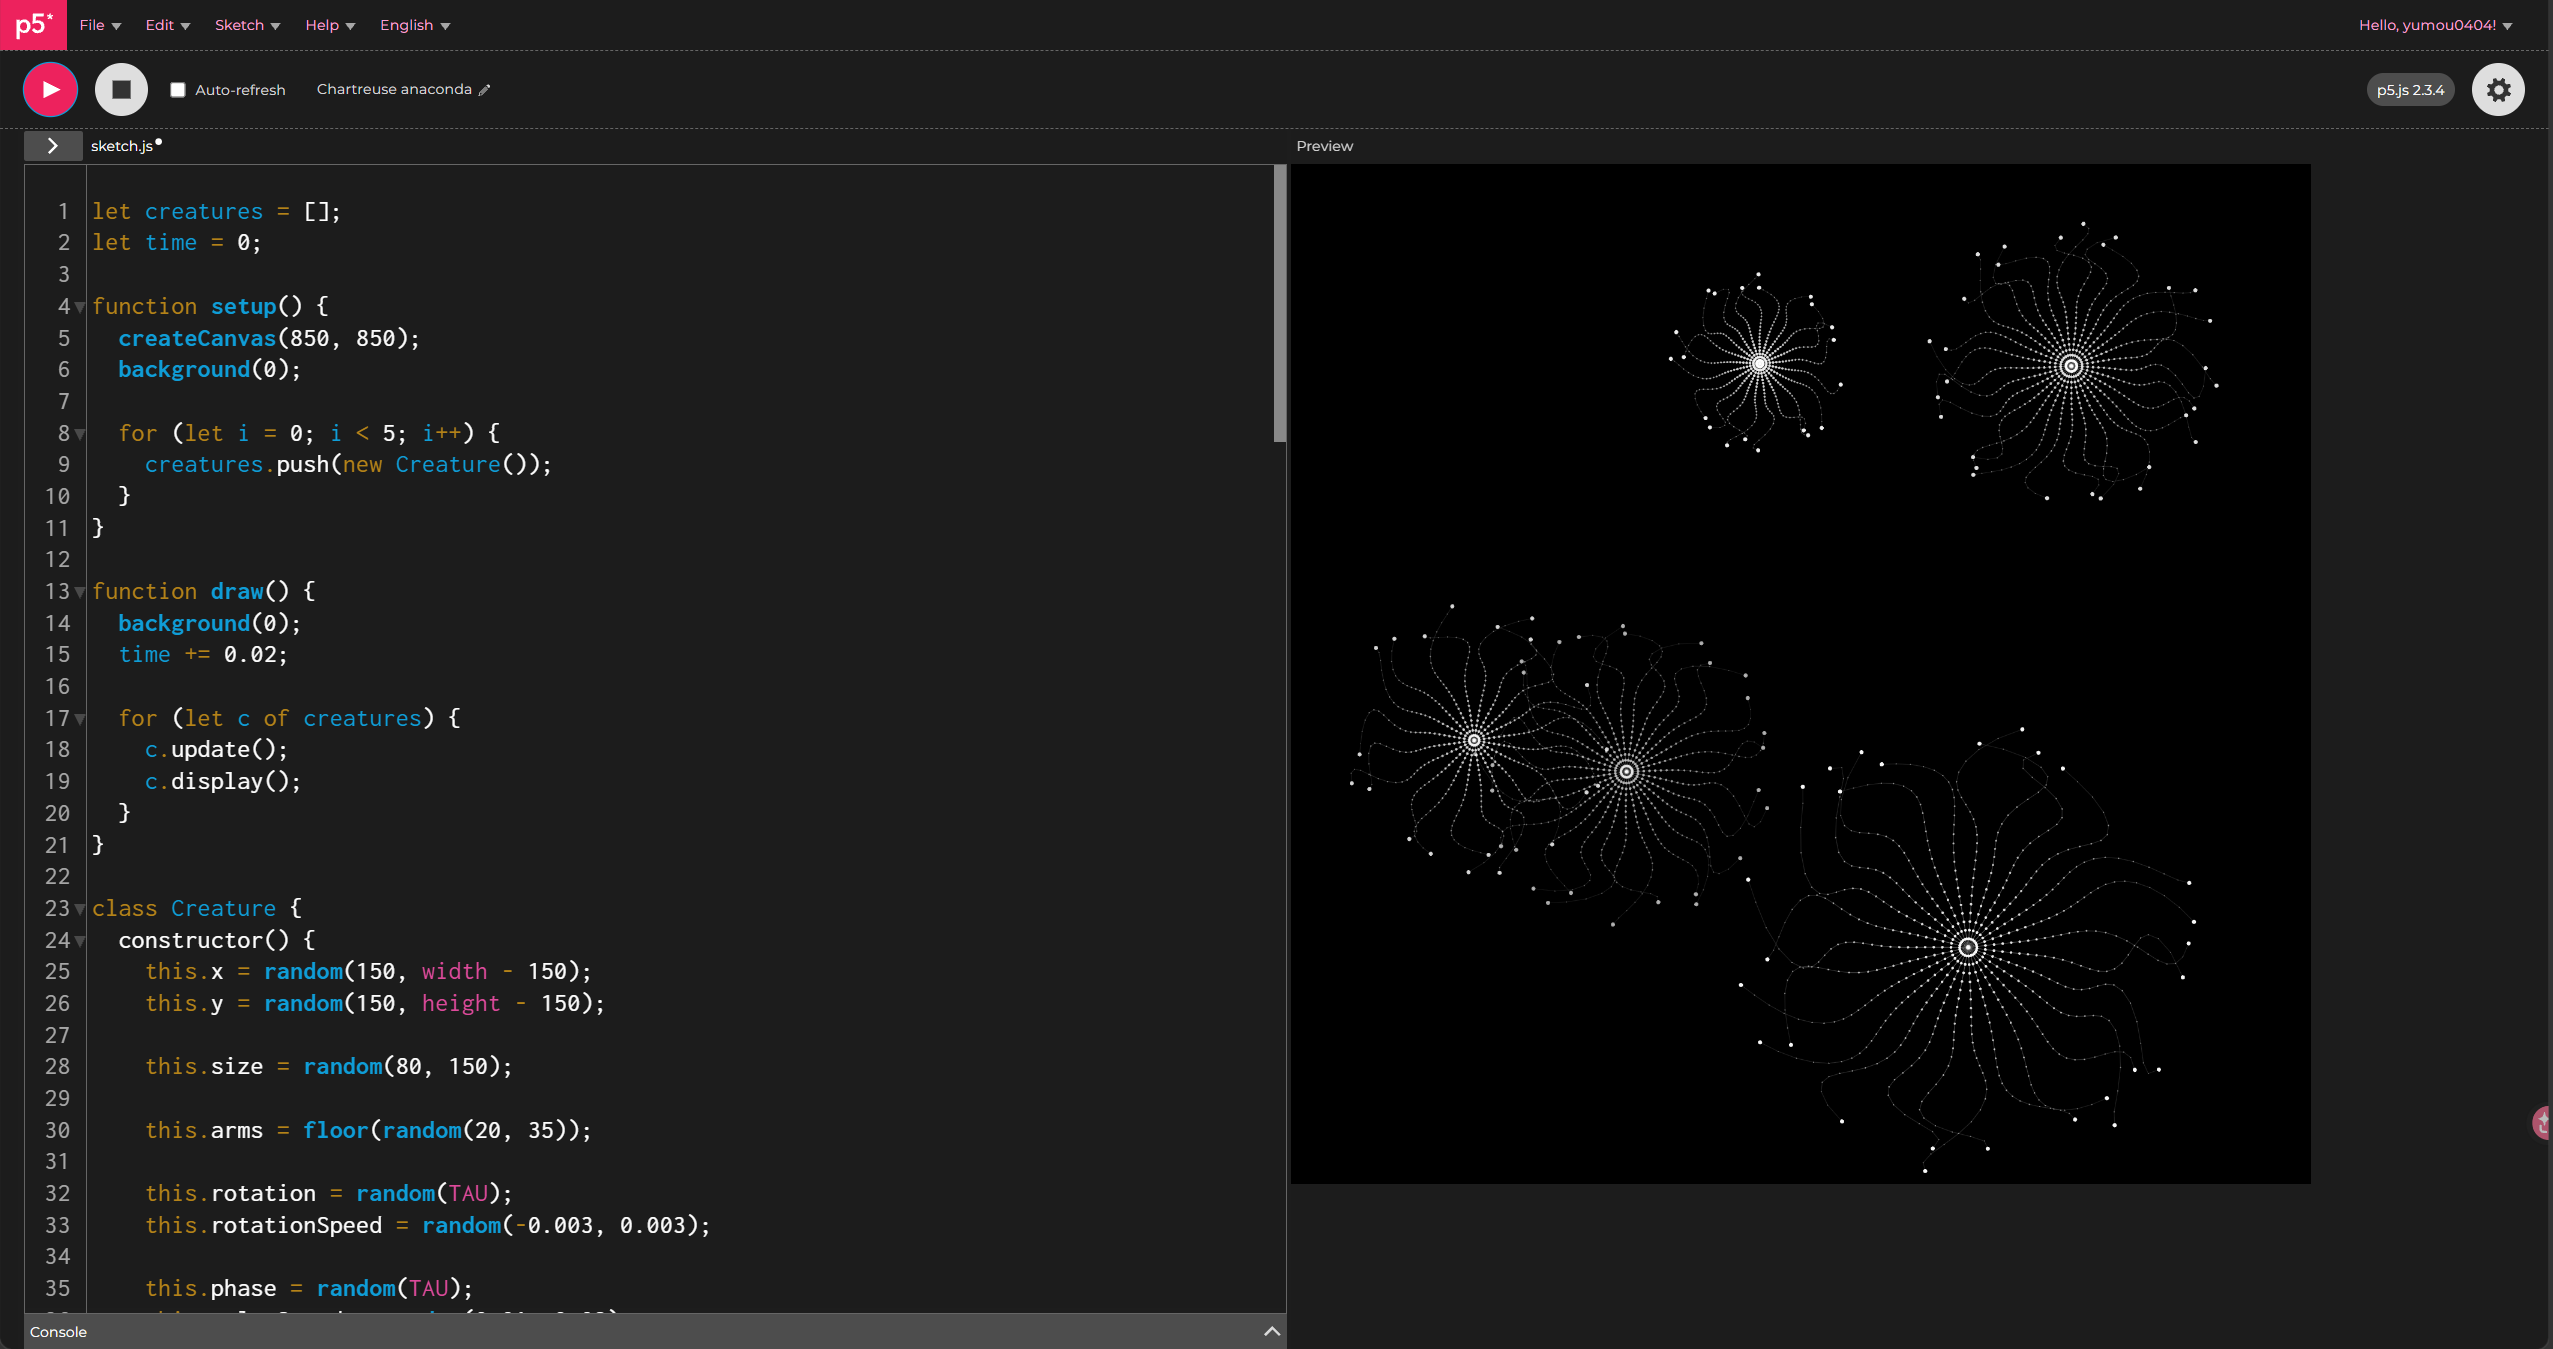 p5* File Edit Sketch Help English Hello, yumou0404!
Auto-refresh Chartreuse anaconda p5.js 2.3.4
sketch.js
Preview
1 let creatures = [];
2 let time = 0;
3
4 function setup() {
5 createCanvas(850, 850);
6 background(0);
7
8 for (let i = 0; i < 5; i++) {
9 creatures.push(new Creature());
10 }
11 }
12
13 function draw() {
14 background(0);
15 time += 0.02;
16
17 for (let c of creatures) {
18 c.update();
19 c.display();
20 }
21 }
22
23 class Creature {
24 constructor() {
25 this.x = random(150, width - 150);
26 this.y = random(150, height - 150);
27
28 this.size = random(80, 150);
29
30 this.arms = floor(random(20, 35));
31
32 this.rotation = random(TAU);
33 this.rotationSpeed = random(-0.003, 0.003);
34
35 this.phase = random(TAU);
Console